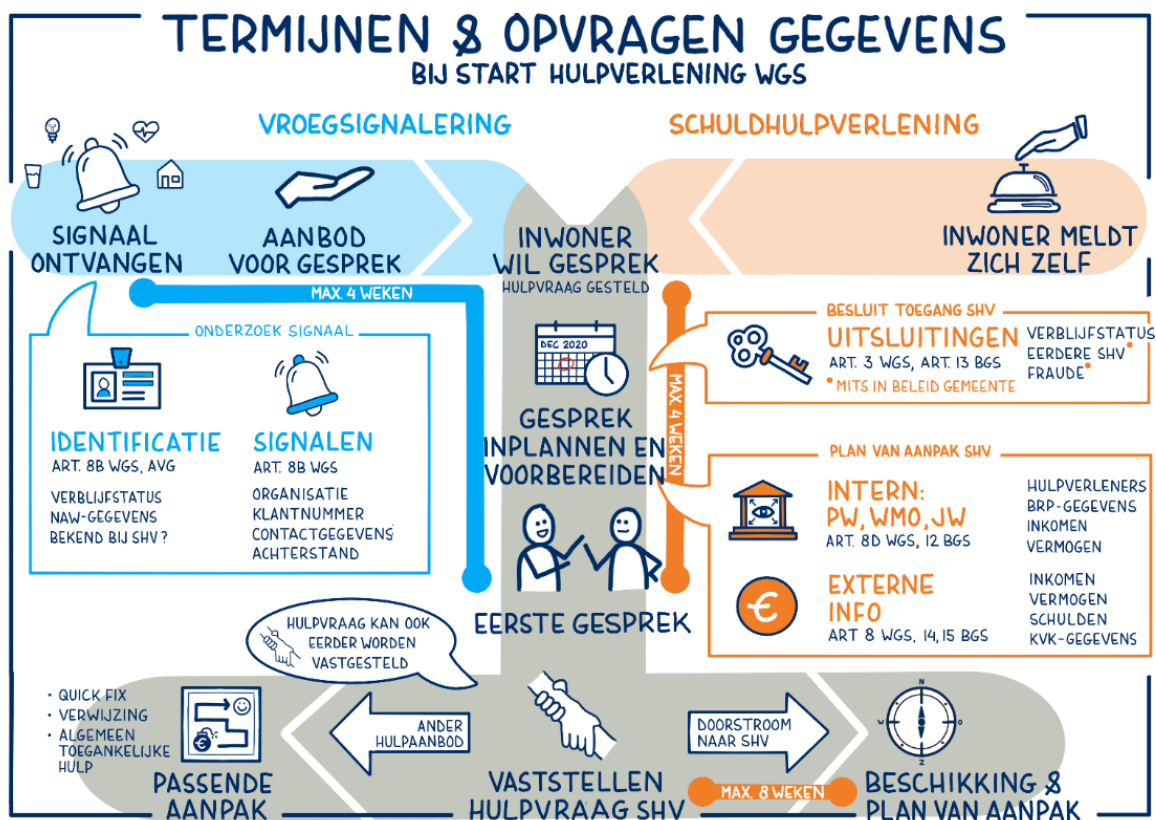 TERMIJNEN & OPVRAGEN GEGEVENS
BIJ START HULPVERLENING WGS
VROEGSIGNALERING
SCHULDHULPVERLENING
SIGNAAL
ONTVANGEN
AANBOD
VOOR GESPREK
INWONER
WIL GESPREK
HULPVRAAG GESTELD
INWONER MELDT
ZICH ZELF
MAX. 4 WEKEN
ONDERZOEK SIGNAAL
IDENTIFICATIE
ART. 8B WGS, AVG
VERBLIJFSTATUS
NAW-GEGEVENS
BEKEND BIJ SHV?
SIGNALEN
ART. 8B WGS
ORGANISATIE
KLANTNUMMER
CONTACTGEGEVENS
ACHTERSTAND
DEC 2020
GESPREK
INPLANNEN EN
VOORBEREIDEN
MAX. 4 WEKEN
EERSTE GESPREK
BESLUIT TOEGANG SHV
UITSLUITINGEN
ART. 3 WGS, ART. 13 BGS
* MITS IN BELEID GEMEENTE
VERBLIJFSTATUS
EERDERE SHV*
FRAUDE*
PLAN VAN AANPAK SHV
INTERN:
PW, WMO, JW
ART. 8D WGS, 12 BGS
HULPVERLENERS
BRP-GEGEVENS
INKOMEN
VERMOGEN
€
EXTERNE
INFO
ART 8 WGS, 14,15 BGS
INKOMEN
VERMOGEN
SCHULDEN
KVK-GEGEVENS
HULPVRAAG KAN OOK
EERDER WORDEN
VASTGESTELD
• QUICK FIX
• VERWIJZING
• ALGEMEEN
TOEGANKELIJKE
HULP
€
PASSENDE
AANPAK
ANDER
HULPAANBOD
VASTSTELLEN
HULPVRAAG SHV
DOORSTROOM
NAAR SHV
MAX. 8 WEKEN
N
W
O
Z
BESCHIKKING &
PLAN VAN AANPAK